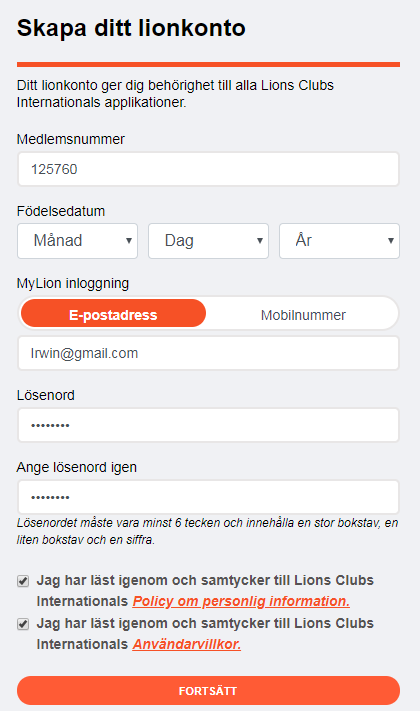 Skapa ditt lionkonto
Ditt lionkonto ger dig behörighet till alla Lions Clubs
Internationals applikationer.
Medlemsnummer
125760
Födelsedatum
Månad Dag År
MyLion inloggning
E-postadress Mobilnummer
Irwin@gmail.com
Lösenord
••••••••
Ange lösenord igen
••••••••
Lösenordet måste vara minst 6 tecken och innehålla en stor bokstav, en
liten bokstav och en siffra.
Jag har läst igenom och samtycker till Lions Clubs
Internationals Policy om personlig information.
Jag har läst igenom och samtycker till Lions Clubs
Internationals Användarvillkor.
FORTSÄTT